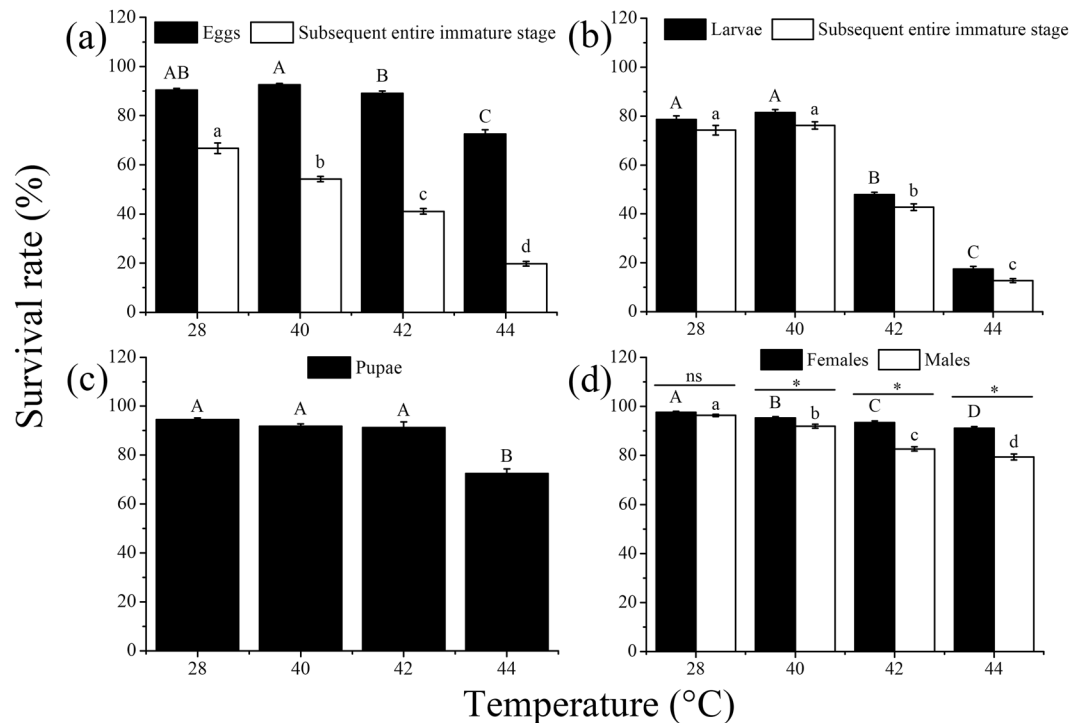 Survival rate (%)
(a)
Eggs Subsequent entire immature stage
120
100
80
60
40
20
0
AB
a
A
b
B
c
C
d
28 40 42 44
(b)
Larvae Subsequent entire immature stage
120
100
80
60
40
20
0
A
a
A
a
B
b
C
c
28 40 42 44
(c)
Pupae
120
100
80
60
40
20
0
A
A
A
B
28 40 42 44
(d)
Females Males
120
100
80
60
40
20
0
ns
*
*
*
A
a
B
b
C
c
D
d
28 40 42 44
Temperature (°C)